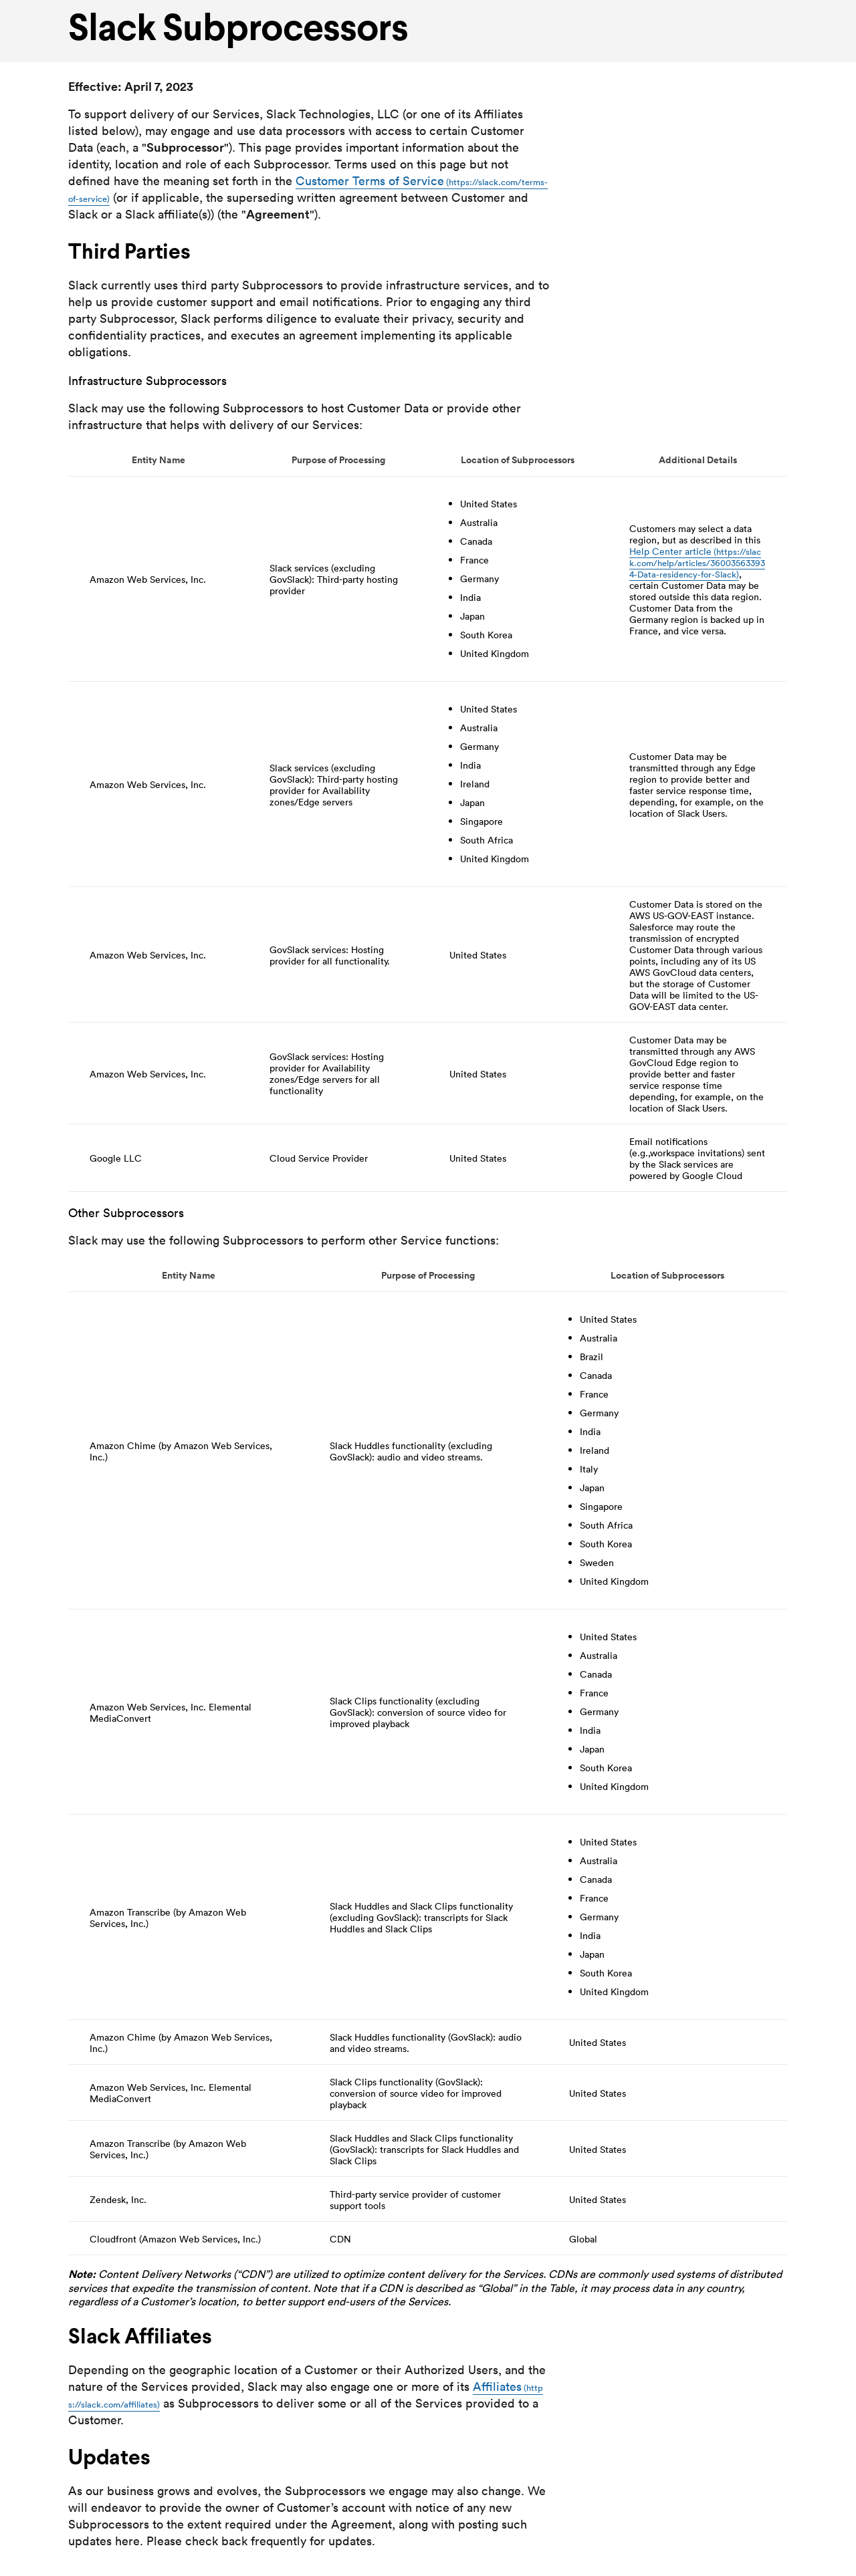 Slack Subprocessors
Effective: April 7, 2023
To support delivery of our Services, Slack Technologies, LLC (or one of its Affiliates
listed below), may engage and use data processors with access to certain Customer
Data (each, a "Subprocessor"). This page provides important information about the
identity, location and role of each Subprocessor. Terms used on this page but not
defined have the meaning set forth in the Customer Terms of Service (https://slack.com/terms-
of-service) (or if applicable, the superseding written agreement between Customer and
Slack or a Slack affiliate(s)) (the "Agreement").
Third Parties
Slack currently uses third party Subprocessors to provide infrastructure services, and to
help us provide customer support and email notifications. Prior to engaging any third
party Subprocessor, Slack performs diligence to evaluate their privacy, security and
confidentiality practices, and executes an agreement implementing its applicable
obligations.
Infrastructure Subprocessors
Slack may use the following Subprocessors to host Customer Data or provide other
infrastructure that helps with delivery of our Services:
Entity Name
Purpose of Processing
Location of Subprocessors
Additional Details
Amazon Web Services, Inc.
Slack services (excluding
GovSlack): Third-party hosting
provider
• United States
• Australia
• Canada
• France
• Germany
• India
• Japan
• South Korea
• United Kingdom
Customers may select a data
region, but as described in this
Help Center article (https://slac
k.com/help/articles/36003563393
4-Data-residency-for-Slack),
certain Customer Data may be
stored outside this data region.
Customer Data from the
Germany region is backed up in
France, and vice versa.
Amazon Web Services, Inc.
Slack services (excluding
GovSlack): Third-party hosting
provider for Availability
zones/Edge servers
• United States
• Australia
• Germany
• India
• Ireland
• Japan
• Singapore
• South Africa
• United Kingdom
Customer Data may be
transmitted through any Edge
region to provide better and
faster service response time,
depending, for example, on the
location of Slack Users.
Amazon Web Services, Inc.
GovSlack services: Hosting
provider for all functionality.
United States
Customer Data is stored on the
AWS US-GOV-EAST instance.
Salesforce may route the
transmission of encrypted
Customer Data through various
points, including any of its US
AWS GovCloud data centers,
but the storage of Customer
Data will be limited to the US-
GOV-EAST data center.
Amazon Web Services, Inc.
GovSlack services: Hosting
provider for Availability
zones/Edge servers for all
functionality
United States
Customer Data may be
transmitted through any AWS
GovCloud Edge region to
provide better and faster
service response time
depending, for example, on the
location of Slack Users.
Google LLC
Cloud Service Provider
United States
Email notifications
(e.g.,workspace invitations) sent
by the Slack services are
powered by Google Cloud
Other Subprocessors
Slack may use the following Subprocessors to perform other Service functions:
Entity Name
Purpose of Processing
Location of Subprocessors
Amazon Chime (by Amazon Web Services,
Inc.)
Slack Huddles functionality (excluding
GovSlack): audio and video streams.
• United States
• Australia
• Brazil
• Canada
• France
• Germany
• India
• Ireland
• Italy
• Japan
• Singapore
• South Africa
• South Korea
• Sweden
• United Kingdom
Amazon Web Services, Inc. Elemental
MediaConvert
Slack Clips functionality (excluding
GovSlack): conversion of source video for
improved playback
• United States
• Australia
• Canada
• France
• Germany
• India
• Japan
• South Korea
• United Kingdom
Amazon Transcribe (by Amazon Web
Services, Inc.)
Slack Huddles and Slack Clips functionality
(excluding GovSlack): transcripts for Slack
Huddles and Slack Clips
• United States
• Australia
• Canada
• France
• Germany
• India
• Japan
• South Korea
• United Kingdom
Amazon Chime (by Amazon Web Services,
Inc.)
Slack Huddles functionality (GovSlack): audio
and video streams.
United States
Amazon Web Services, Inc. Elemental
MediaConvert
Slack Clips functionality (GovSlack):
conversion of source video for improved
playback
United States
Amazon Transcribe (by Amazon Web
Services, Inc.)
Slack Huddles and Slack Clips functionality
(GovSlack): transcripts for Slack Huddles and
Slack Clips
United States
Zendesk, Inc.
Third-party service provider of customer
support tools
United States
Cloudfront (Amazon Web Services, Inc.)
CDN
Global
Note: Content Delivery Networks (“CDN”) are utilized to optimize content delivery for the Services. CDNs are commonly used systems of distributed
services that expedite the transmission of content. Note that if a CDN is described as “Global” in the Table, it may process data in any country,
regardless of a Customer’s location, to better support end-users of the Services.
Slack Affiliates
Depending on the geographic location of a Customer or their Authorized Users, and the
nature of the Services provided, Slack may also engage one or more of its Affiliates (http
s://slack.com/affiliates) as Subprocessors to deliver some or all of the Services provided to a
Customer.
Updates
As our business grows and evolves, the Subprocessors we engage may also change. We
will endeavor to provide the owner of Customer’s account with notice of any new
Subprocessors to the extent required under the Agreement, along with posting such
updates here. Please check back frequently for updates.